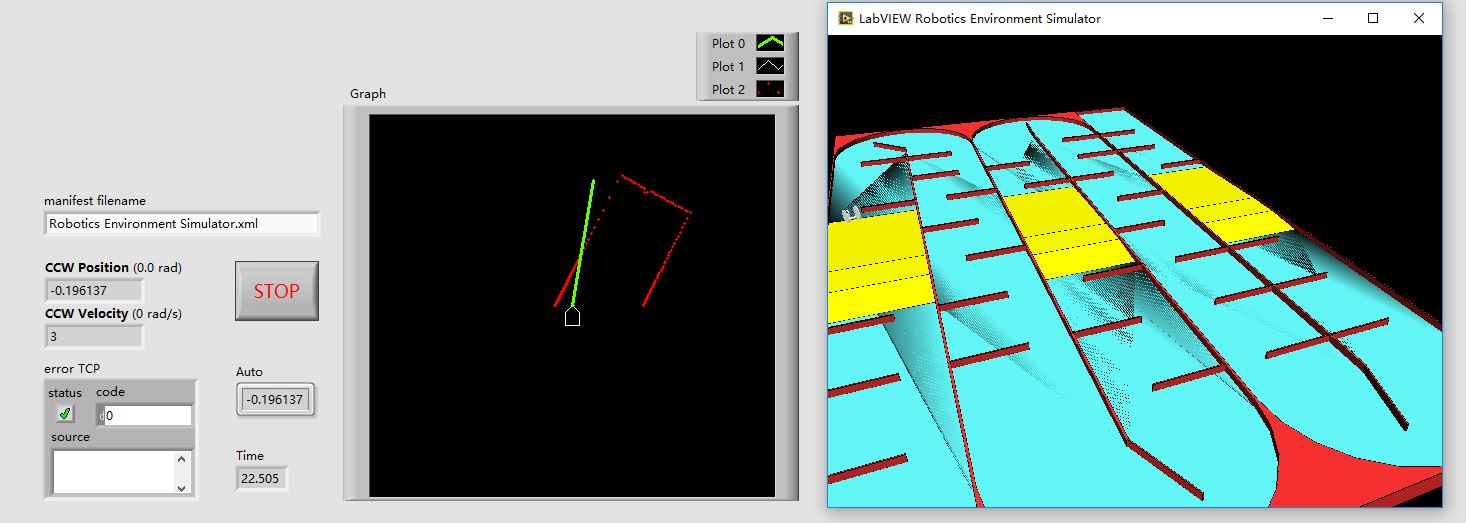 LabVIEW Robotics Environment Simulator
Plot 0
Plot 1
Plot 2
Graph
manifest filename
Robotics Environment Simulator.xml
CCW Position (0.0 rad)
-0.196137
STOP
CCW Velocity (0 rad/s)
3
error TCP
status
code
d0
source
Auto
-0.196137
Time
22.505